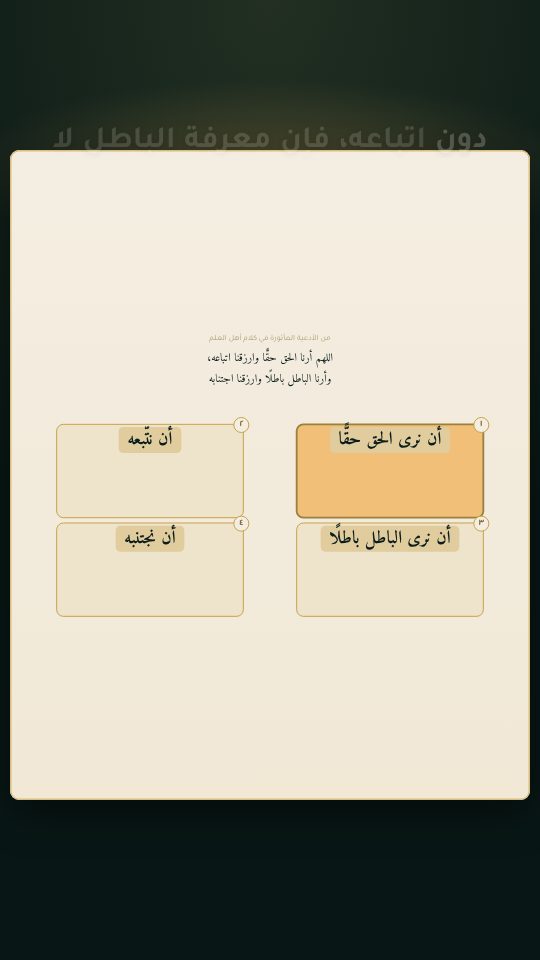 دون اتباعه، فإن معرفة الباطل لا
من الأدعية المأثورة في كلام أهل العلم
اللهم أرنا الحق حقًّا وارزقنا اتباعه،
وأرنا الباطل باطلًا وارزقنا اجتنابه
١
أن نرى الحق حقًّا
٢
أن نتّبعه
٣
أن نرى الباطل باطلًا
٤
أن نجتنبه